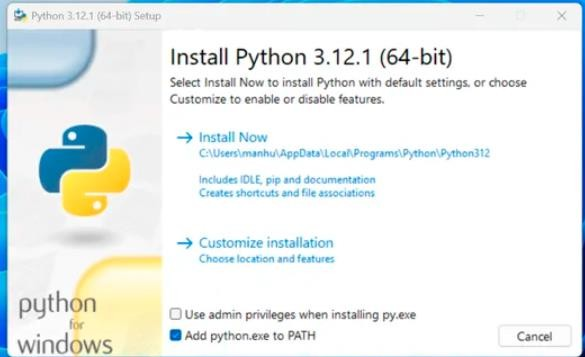 Python 3.12.1 (64-bit) Setup
Install Python 3.12.1 (64-bit)
Select Install Now to install Python with default settings, or choose
Customize to enable or disable features.
→ Install Now
C:\Users\manhu\AppData\Local\Programs\Python\Python312
Includes IDLE, pip and documentation
Creates shortcuts and file associations
→ Customize installation
Choose location and features
Use admin privileges when installing py.exe
Add python.exe to PATH
Cancel
python
for
windows